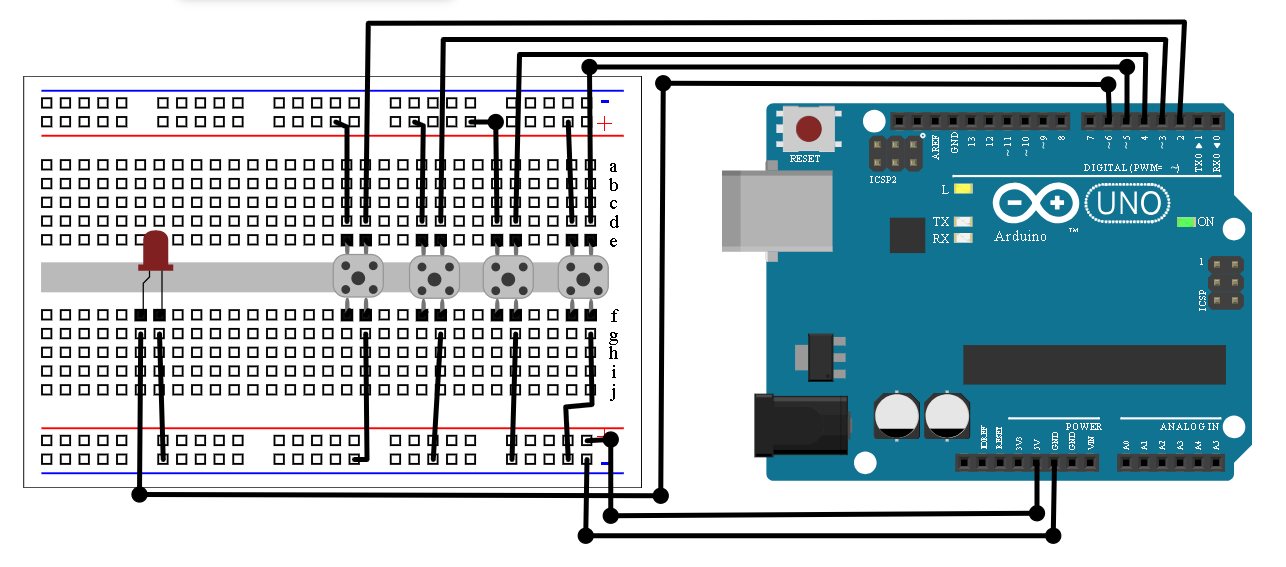 -
+
a
b
c
d
e
f
g
h
i
j
+
-
RESET
ICSP2
AREF
GND
13
12
~11
~10
~9
8
7
~6
~5
4
~3
2
TX0 ▶ 1
RX0 ◀ 0
DIGITAL (PWM= ~)
L
TX
RX
UNO
Arduino
™
ON
1
ICSP
POWER
ANALOG IN
IOREF
RESET
3V3
5V
GND
GND
VIN
A0
A1
A2
A3
A4
A5